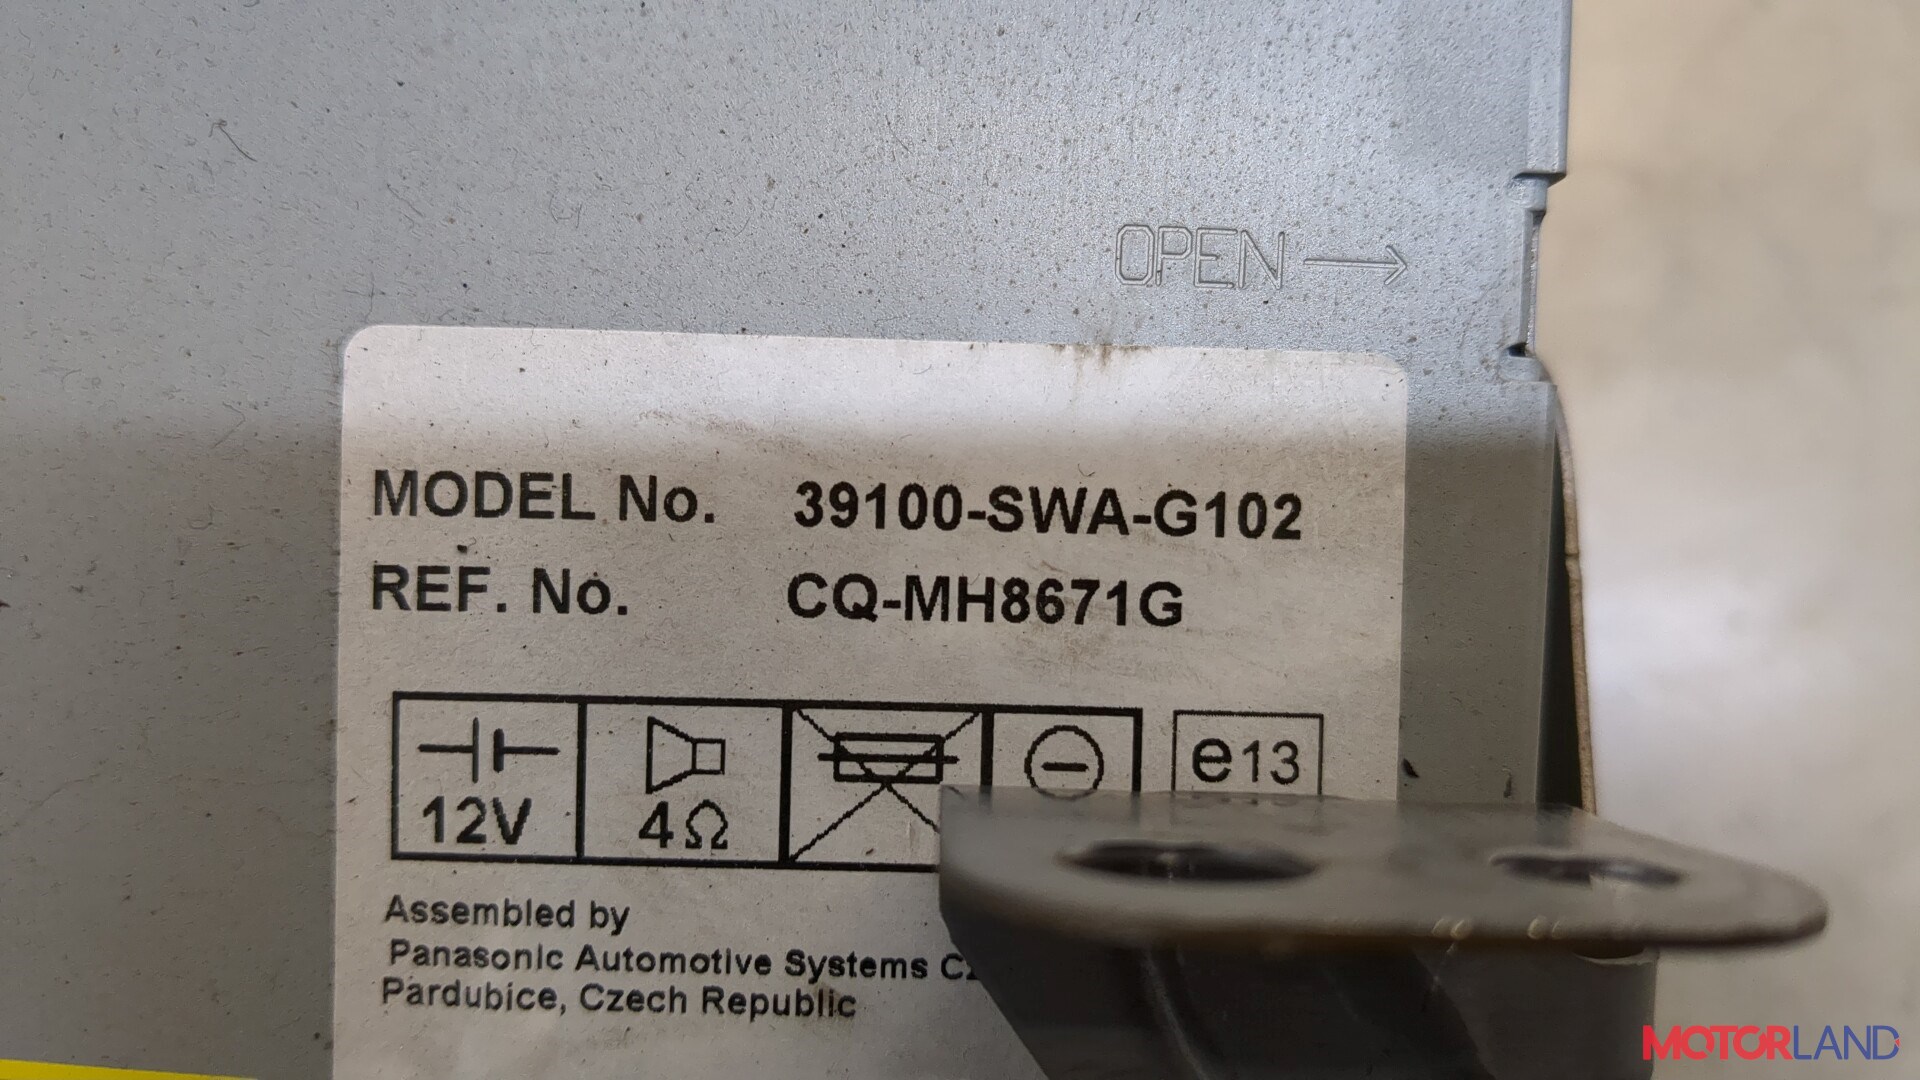 OPEN
MODEL No. 39100-SWA-G102
REF. No. CQ-MH8671G
12V
4Ω
e13
Assembled by
Panasonic Automotive Systems
Pardubice, Czech Republic
MOTORLAND